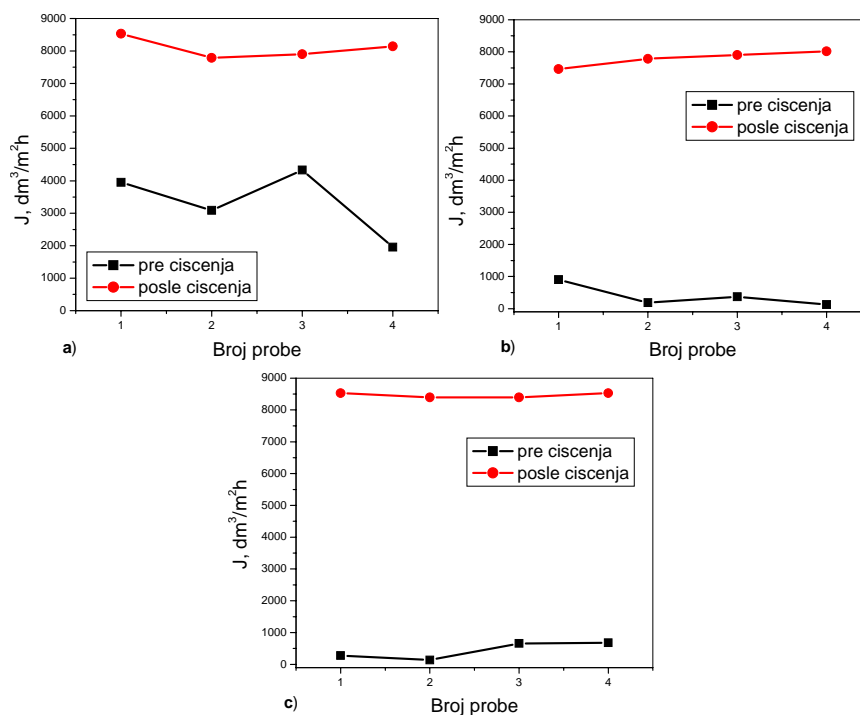 9000
8000
7000
6000
5000
4000
3000
2000
1000
0
J, dm³/m²h
pre ciscenja
posle ciscenja
1 2 3 4
Broj probe
a)
9000
8000
7000
6000
5000
4000
3000
2000
1000
0
J, dm³/m²h
pre ciscenja
posle ciscenja
1 2 3 4
Broj probe
b)
9000
8000
7000
6000
5000
4000
3000
2000
1000
0
J, dm³/m²h
pre ciscenja
posle ciscenja
1 2 3 4
Broj probe
c)